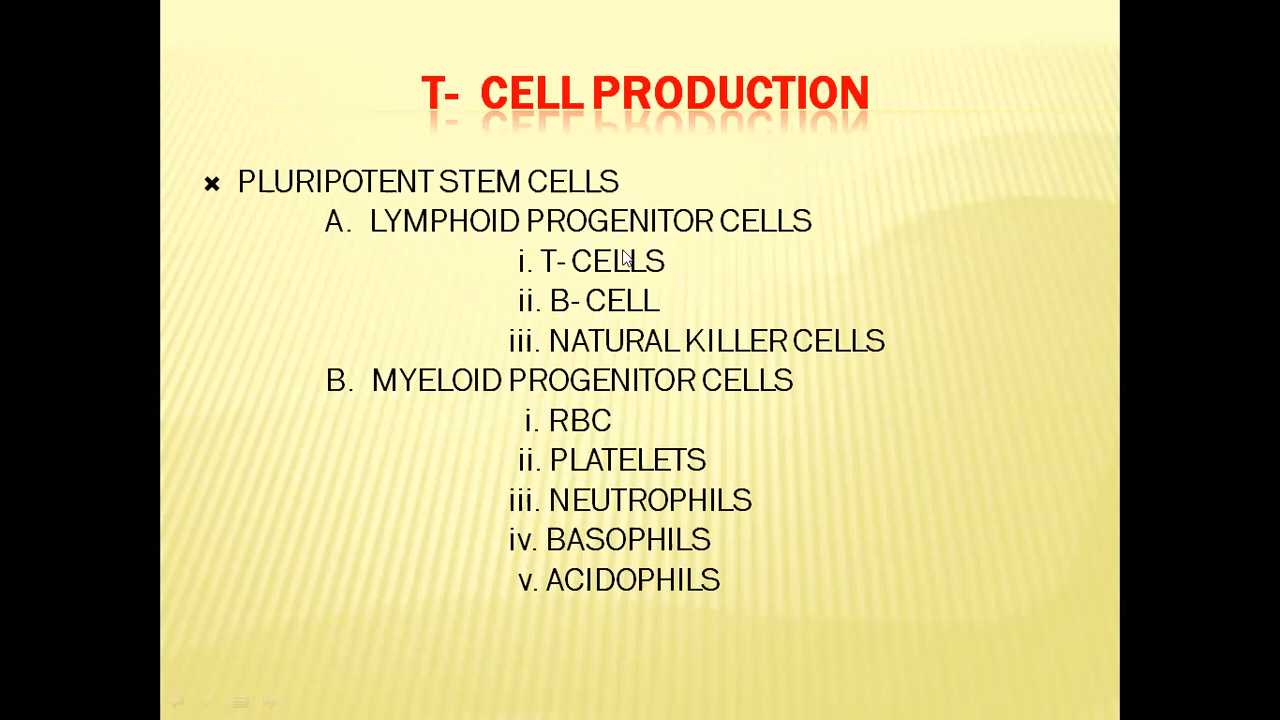 T- CELL PRODUCTION
PLURIPOTENT STEM CELLS
A. LYMPHOID PROGENITOR CELLS
i. T- CELLS
ii. B- CELL
iii. NATURAL KILLER CELLS
B. MYELOID PROGENITOR CELLS
i. RBC
ii. PLATELETS
iii. NEUTROPHILS
iv. BASOPHILS
v. ACIDOPHILS